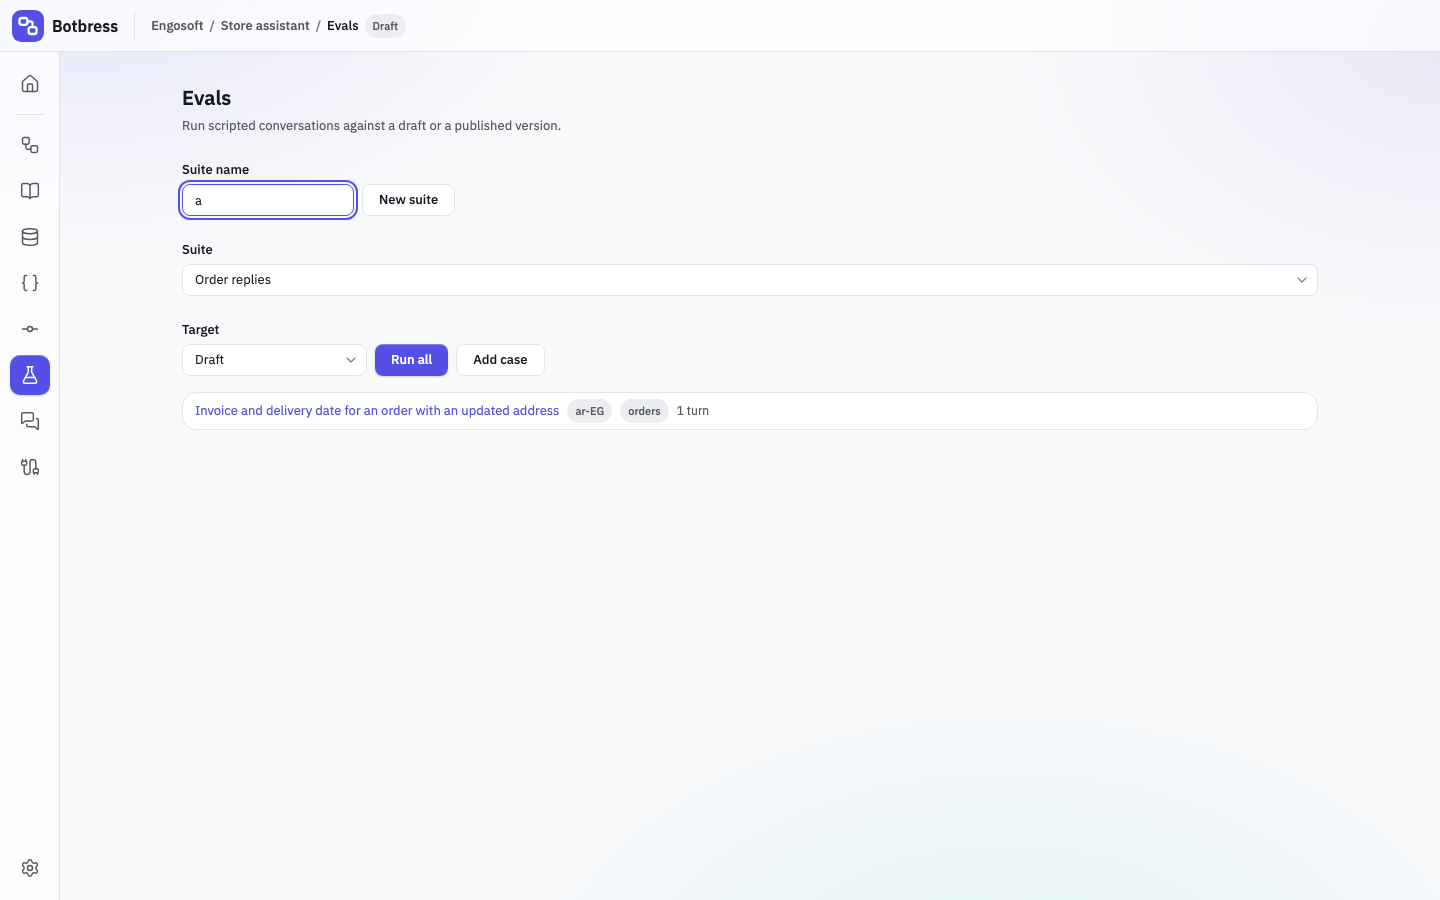 Botbress
Engosoft / Store assistant / Evals Draft
Evals
Run scripted conversations against a draft or a published version.
Suite name
a New suite
Suite
Order replies
Target
Draft Run all Add case
Invoice and delivery date for an order with an updated address ar-EG orders 1 turn